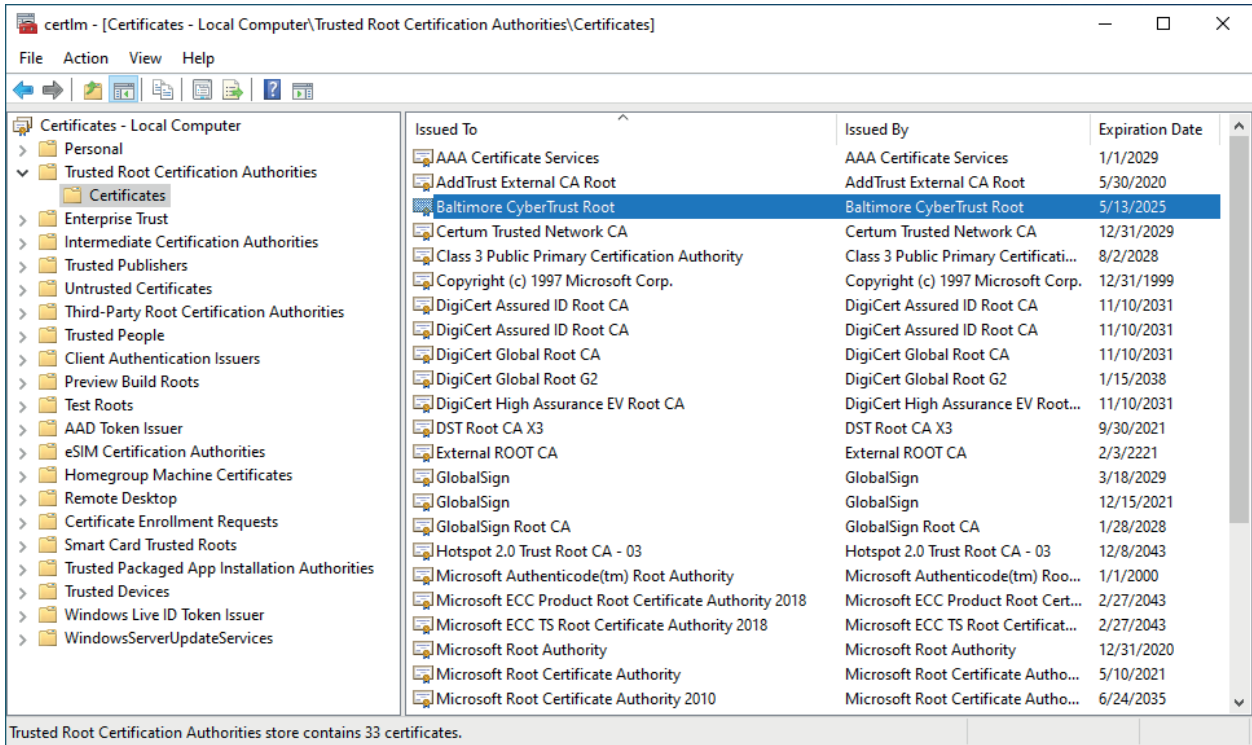 certlm - [Certificates - Local Computer\Trusted Root Certification Authorities\Certificates]
File Action View Help
Certificates - Local Computer
Personal
Trusted Root Certification Authorities
Certificates
Enterprise Trust
Intermediate Certification Authorities
Trusted Publishers
Untrusted Certificates
Third-Party Root Certification Authorities
Trusted People
Client Authentication Issuers
Preview Build Roots
Test Roots
AAD Token Issuer
eSIM Certification Authorities
Homegroup Machine Certificates
Remote Desktop
Certificate Enrollment Requests
Smart Card Trusted Roots
Trusted Packaged App Installation Authorities
Trusted Devices
Windows Live ID Token Issuer
WindowsServerUpdateServices
Issued To Issued By Expiration Date
AAA Certificate Services AAA Certificate Services 1/1/2029
AddTrust External CA Root AddTrust External CA Root 5/30/2020
Baltimore CyberTrust Root Baltimore CyberTrust Root 5/13/2025
Certum Trusted Network CA Certum Trusted Network CA 12/31/2029
Class 3 Public Primary Certification Authority Class 3 Public Primary Certificati... 8/2/2028
Copyright (c) 1997 Microsoft Corp. Copyright (c) 1997 Microsoft Corp. 12/31/1999
DigiCert Assured ID Root CA DigiCert Assured ID Root CA 11/10/2031
DigiCert Assured ID Root CA DigiCert Assured ID Root CA 11/10/2031
DigiCert Global Root CA DigiCert Global Root CA 11/10/2031
DigiCert Global Root G2 DigiCert Global Root G2 1/15/2038
DigiCert High Assurance EV Root CA DigiCert High Assurance EV Root... 11/10/2031
DST Root CA X3 DST Root CA X3 9/30/2021
External ROOT CA External ROOT CA 2/3/2221
GlobalSign GlobalSign 3/18/2029
GlobalSign GlobalSign 12/15/2021
GlobalSign Root CA GlobalSign Root CA 1/28/2028
Hotspot 2.0 Trust Root CA - 03 Hotspot 2.0 Trust Root CA - 03 12/8/2043
Microsoft Authenticode(tm) Root Authority Microsoft Authenticode(tm) Roo... 1/1/2000
Microsoft ECC Product Root Certificate Authority 2018 Microsoft ECC Product Root Cert... 2/27/2043
Microsoft ECC TS Root Certificate Authority 2018 Microsoft ECC TS Root Certificat... 2/27/2043
Microsoft Root Authority Microsoft Root Authority 12/31/2020
Microsoft Root Certificate Authority Microsoft Root Certificate Autho... 5/10/2021
Microsoft Root Certificate Authority 2010 Microsoft Root Certificate Autho... 6/24/2035
Trusted Root Certification Authorities store contains 33 certificates.